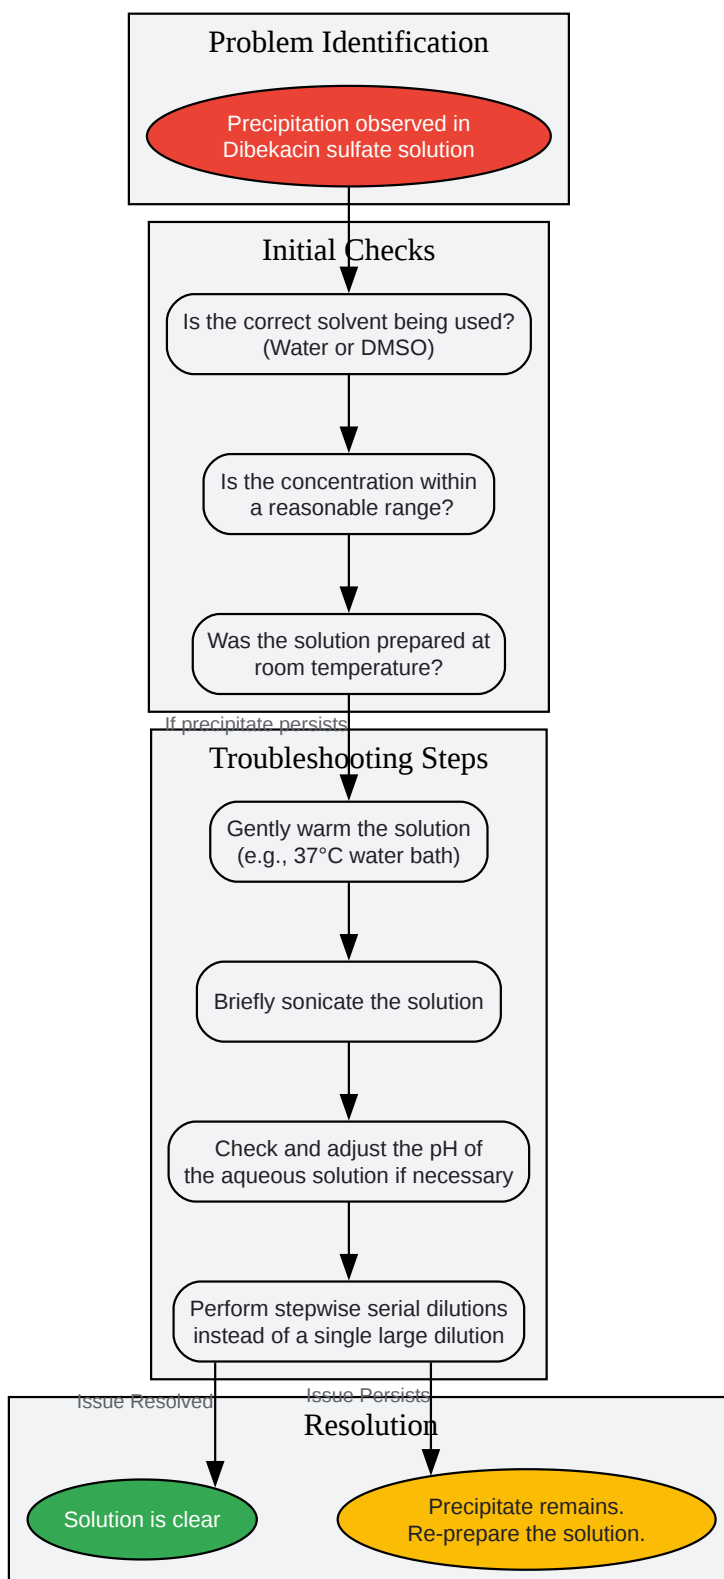 Problem Identification
Precipitation observed in
Dibekacin sulfate solution
Initial Checks
Is the correct solvent being used?
(Water or DMSO)
Is the concentration within
a reasonable range?
Was the solution prepared at
room temperature?
If precipitate persists
Troubleshooting Steps
Gently warm the solution
(e.g., 37°C water bath)
Briefly sonicate the solution
Check and adjust the pH of
the aqueous solution if necessary
Perform stepwise serial dilutions
instead of a single large dilution
Issue Resolved
Issue Persists
Resolution
Solution is clear
Precipitate remains.
Re-prepare the solution.